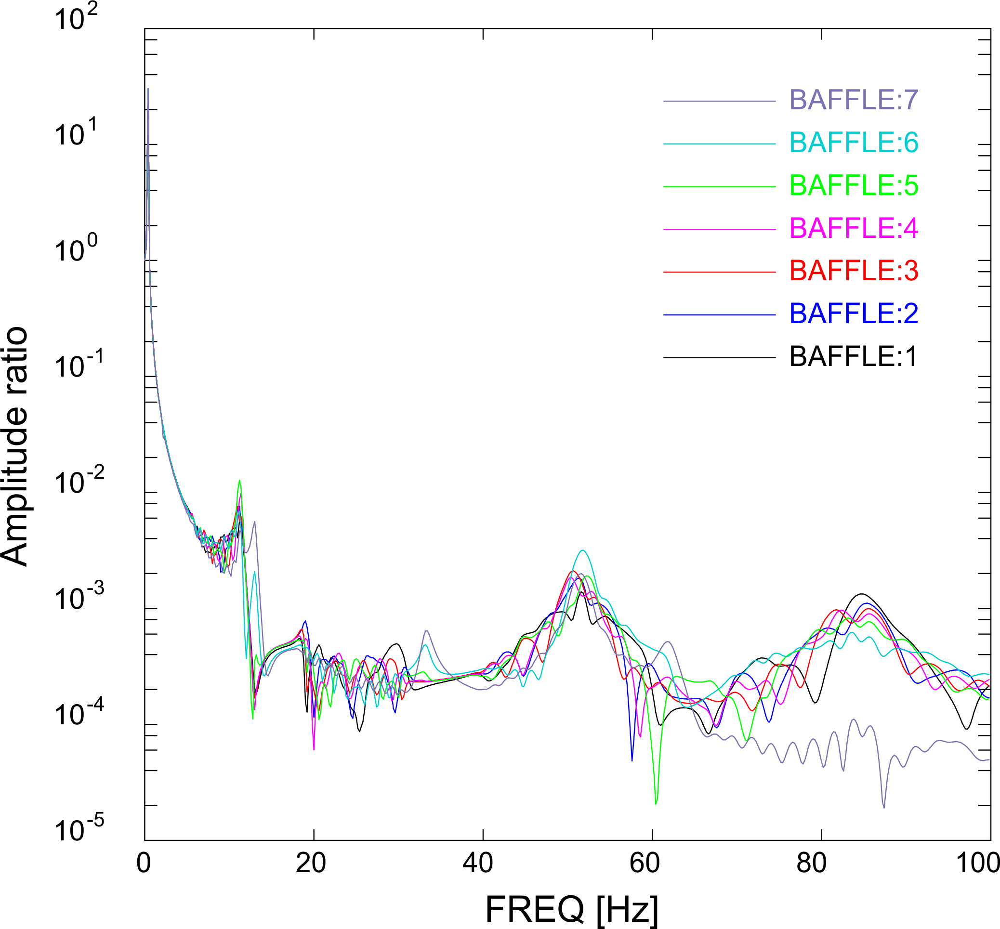 10^2
10^1
10^0
10^-1
10^-2
10^-3
10^-4
10^-5
Amplitude ratio
BAFFLE:7
BAFFLE:6
BAFFLE:5
BAFFLE:4
BAFFLE:3
BAFFLE:2
BAFFLE:1
0 20 40 60 80 100
FREQ [Hz]